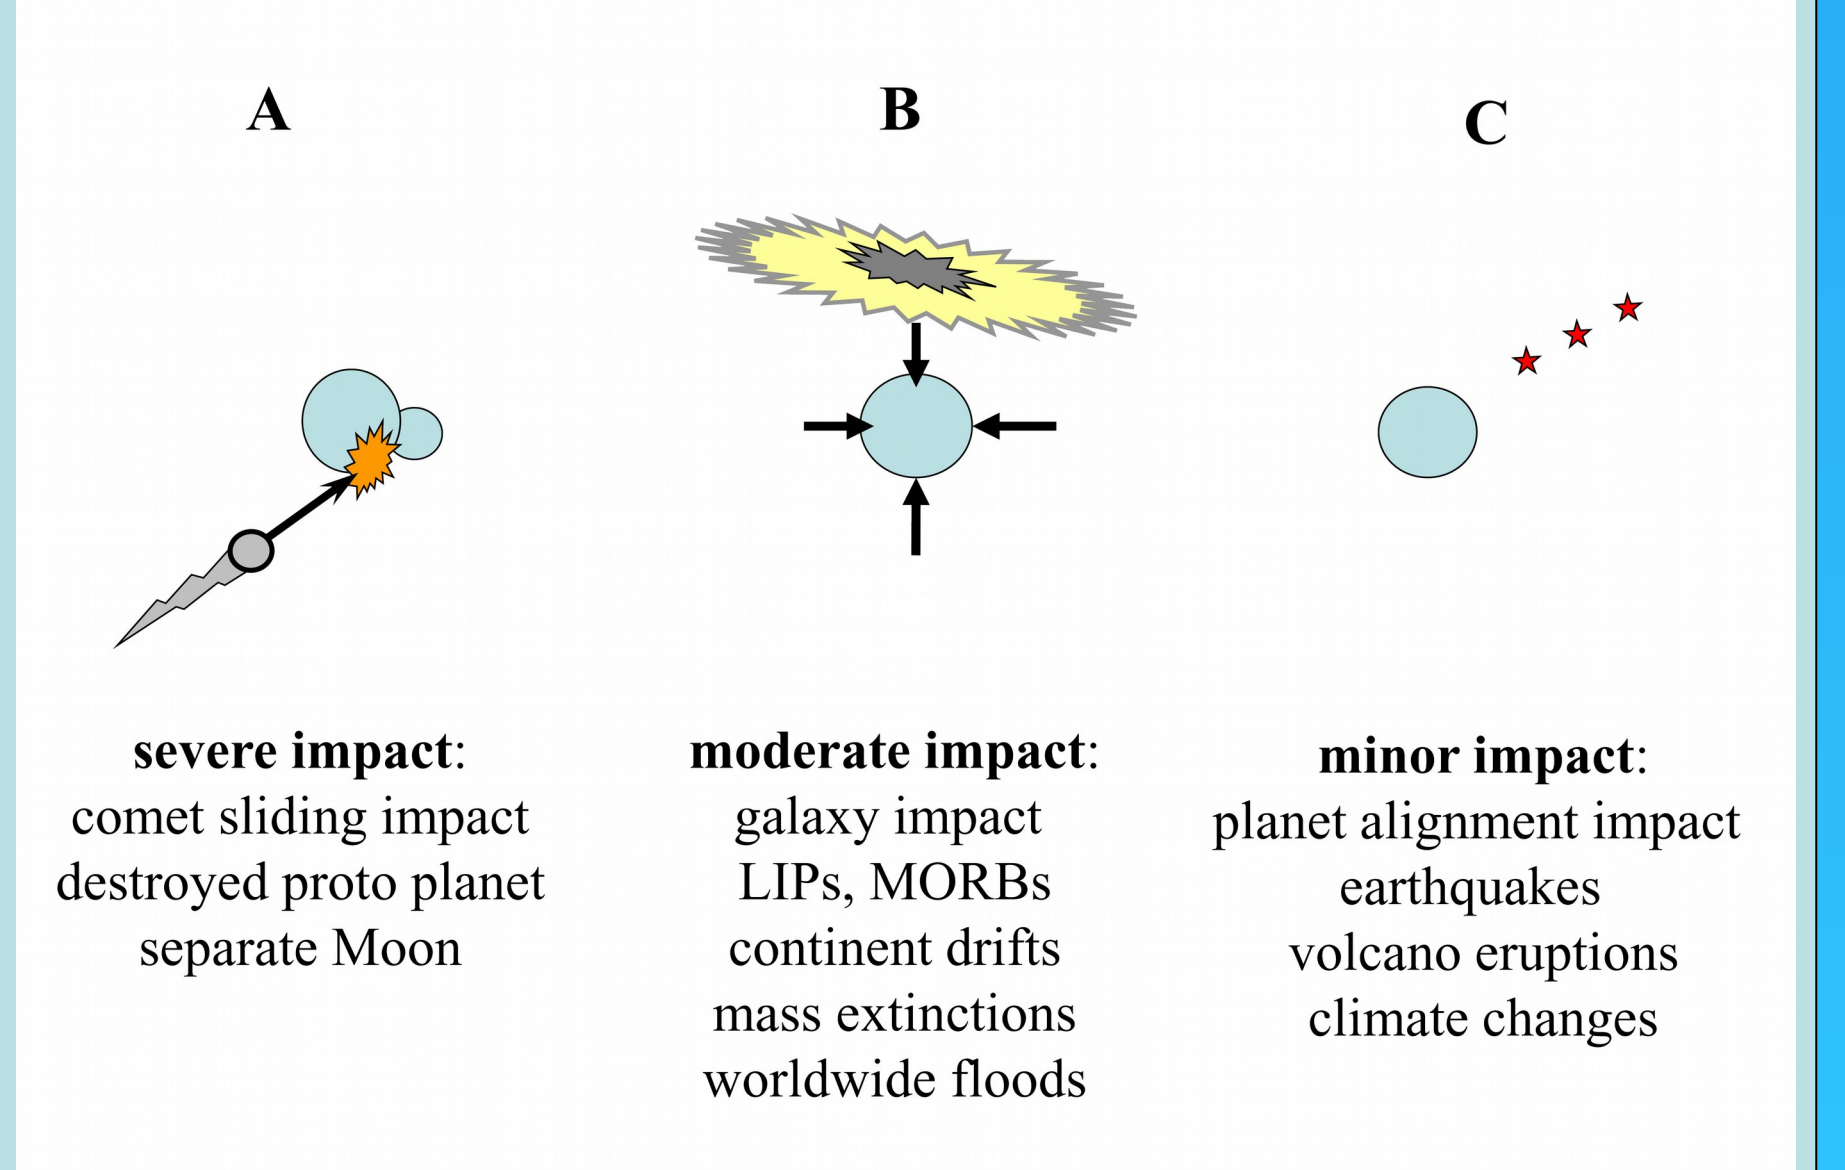 A
severe impact:
comet sliding impact
destroyed proto planet
separate Moon
B
moderate impact:
galaxy impact
LIPs, MORBs
continent drifts
mass extinctions
worldwide floods
C
minor impact:
planet alignment impact
earthquakes
volcano eruptions
climate changes